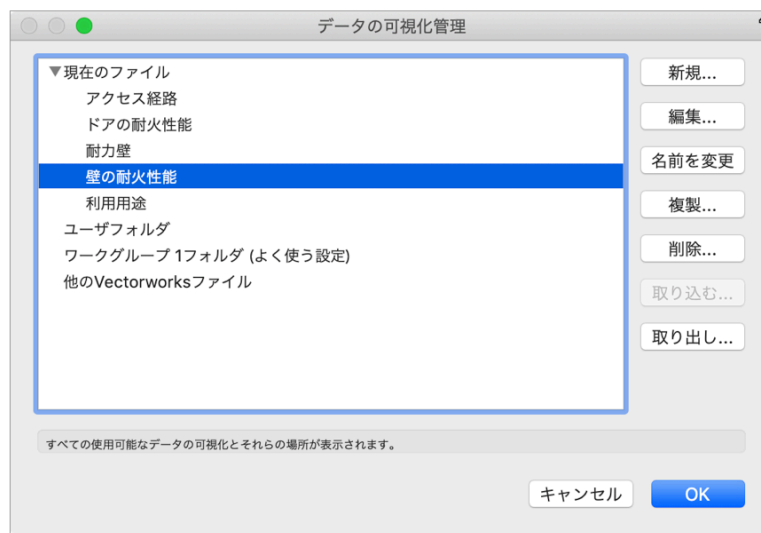 データの可視化管理
▼現在のファイル
アクセス経路
ドアの耐火性能
耐力壁
壁の耐火性能
利用用途
ユーザフォルダ
ワークグループ 1フォルダ (よく使う設定)
他のVectorworksファイル
新規...
編集...
名前を変更
複製...
削除...
取り込む...
取り出し...
すべての使用可能なデータの可視化とそれらの場所が表示されます。
キャンセル
OK